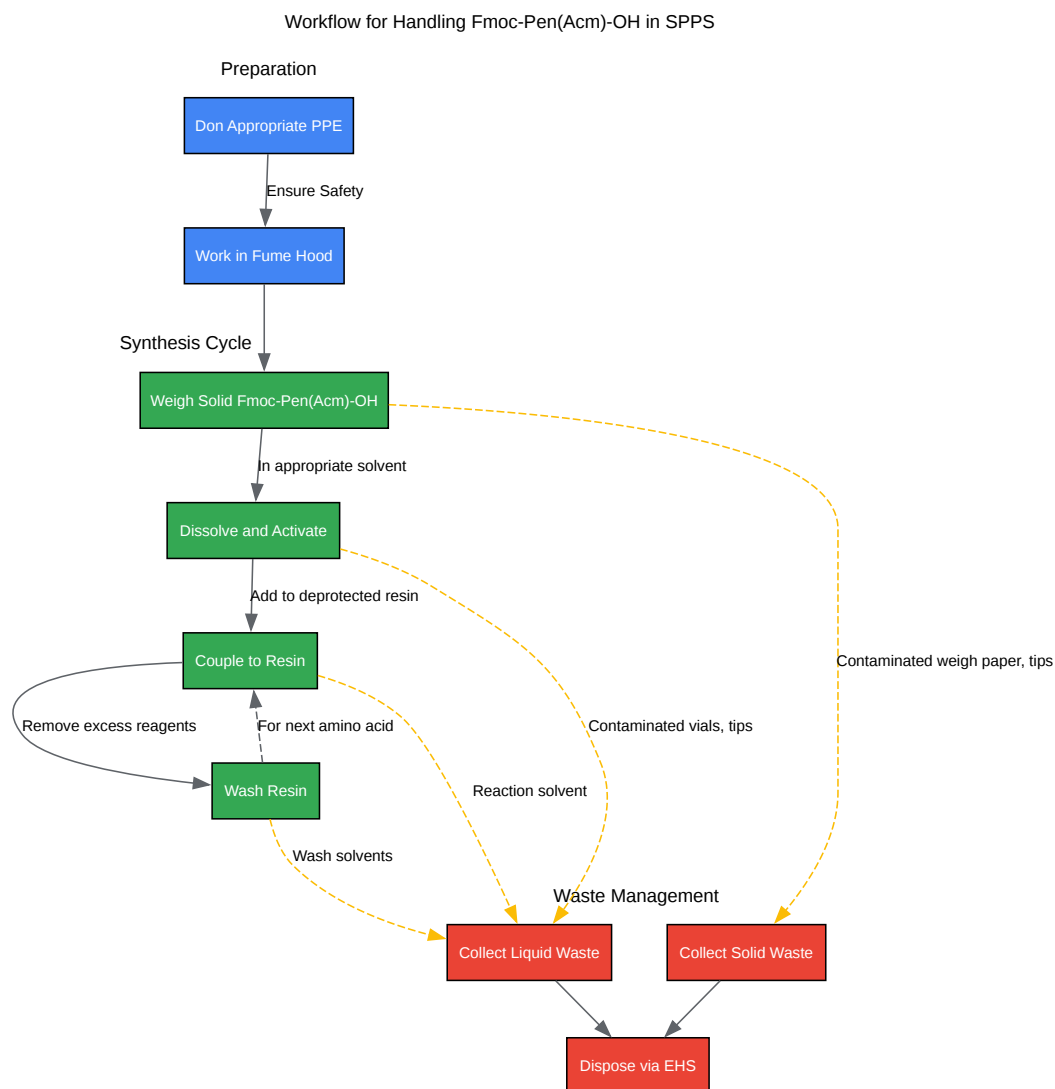 Workflow for Handling Fmoc-Pen(Acm)-OH in SPPS
Preparation
Don Appropriate PPE
Ensure Safety
Work in Fume Hood
Synthesis Cycle
Weigh Solid Fmoc-Pen(Acm)-OH
In appropriate solvent
Dissolve and Activate
Add to deprotected resin
Couple to Resin
Contaminated weigh paper, tips
Remove excess reagents
For next amino acid
Contaminated vials, tips
Wash Resin
Reaction solvent
Wash solvents
Waste Management
Collect Liquid Waste
Collect Solid Waste
Dispose via EHS